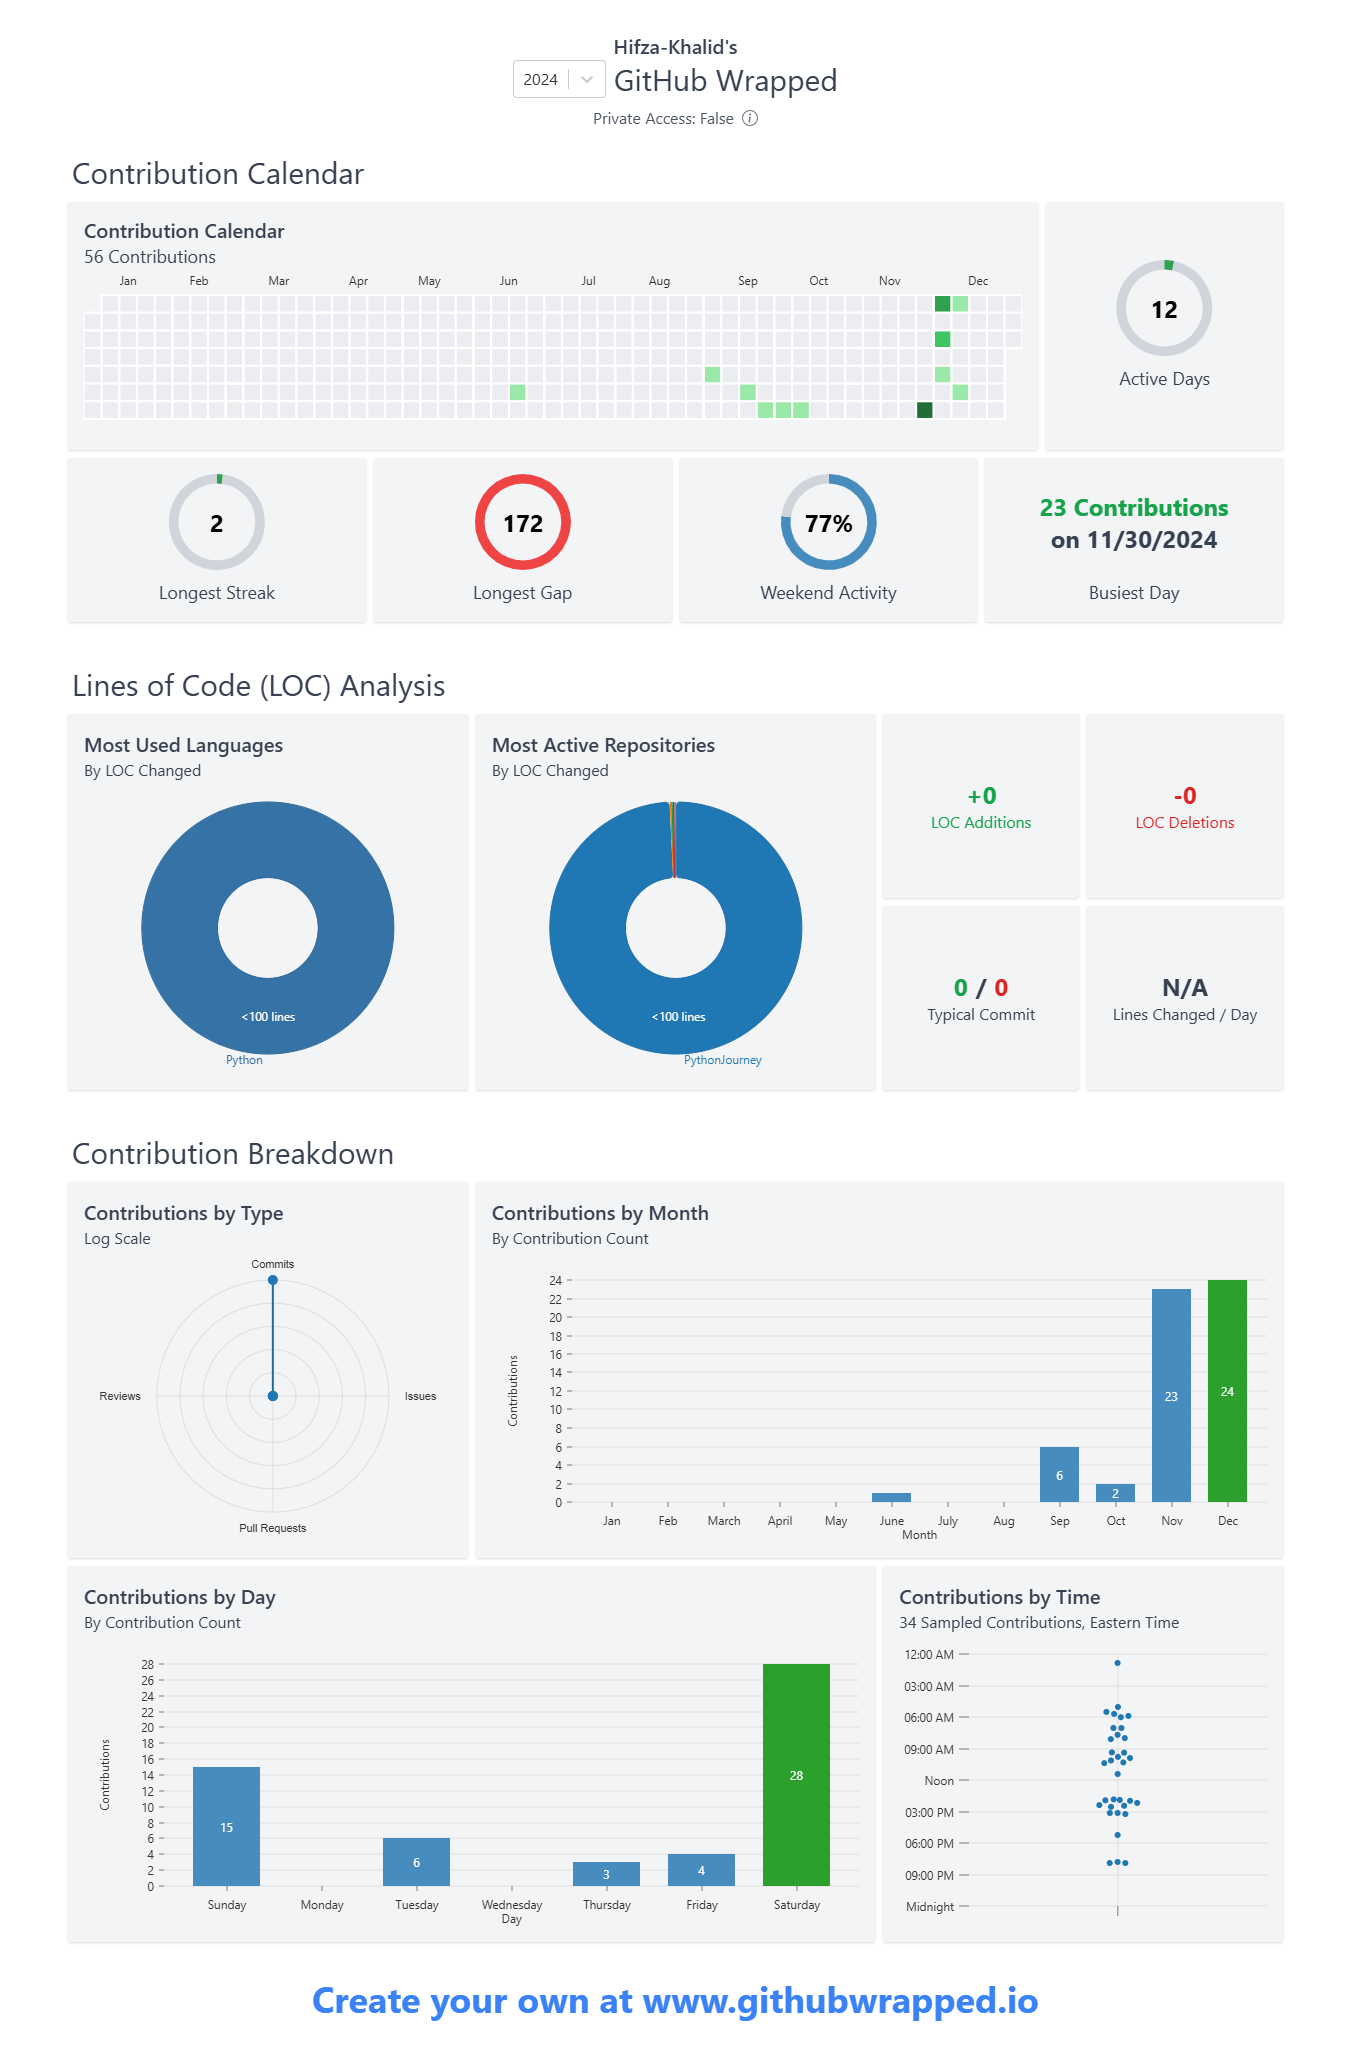 Hifza-Khalid's
2024
GitHub Wrapped
Private Access: False
Contribution Calendar
Contribution Calendar
56 Contributions
Jan Feb Mar Apr May Jun Jul Aug Sep Oct Nov Dec
12
Active Days
2
Longest Streak
172
Longest Gap
77%
Weekend Activity
23 Contributions
on 11/30/2024
Busiest Day
Lines of Code (LOC) Analysis
Most Used Languages
By LOC Changed
<100 lines
Python
Most Active Repositories
By LOC Changed
<100 lines
PythonJourney
+0
LOC Additions
-0
LOC Deletions
0 / 0
Typical Commit
N/A
Lines Changed / Day
Contribution Breakdown
Contributions by Type
Log Scale
Commits
Reviews
Issues
Pull Requests
Contributions by Month
By Contribution Count
Contributions
24
22
20
18
16
14
12
10
8
6
4
2
0
6
2
23
24
Jan Feb March April May June July Aug Sep Oct Nov Dec
Month
Contributions by Day
By Contribution Count
Contributions
28
26
24
22
20
18
16
14
12
10
8
6
4
2
0
15
6
3
4
28
Sunday Monday Tuesday Wednesday Thursday Friday Saturday
Day
Contributions by Time
34 Sampled Contributions, Eastern Time
12:00 AM
03:00 AM
06:00 AM
09:00 AM
Noon
03:00 PM
06:00 PM
09:00 PM
Midnight
Create your own at www.githubwrapped.io